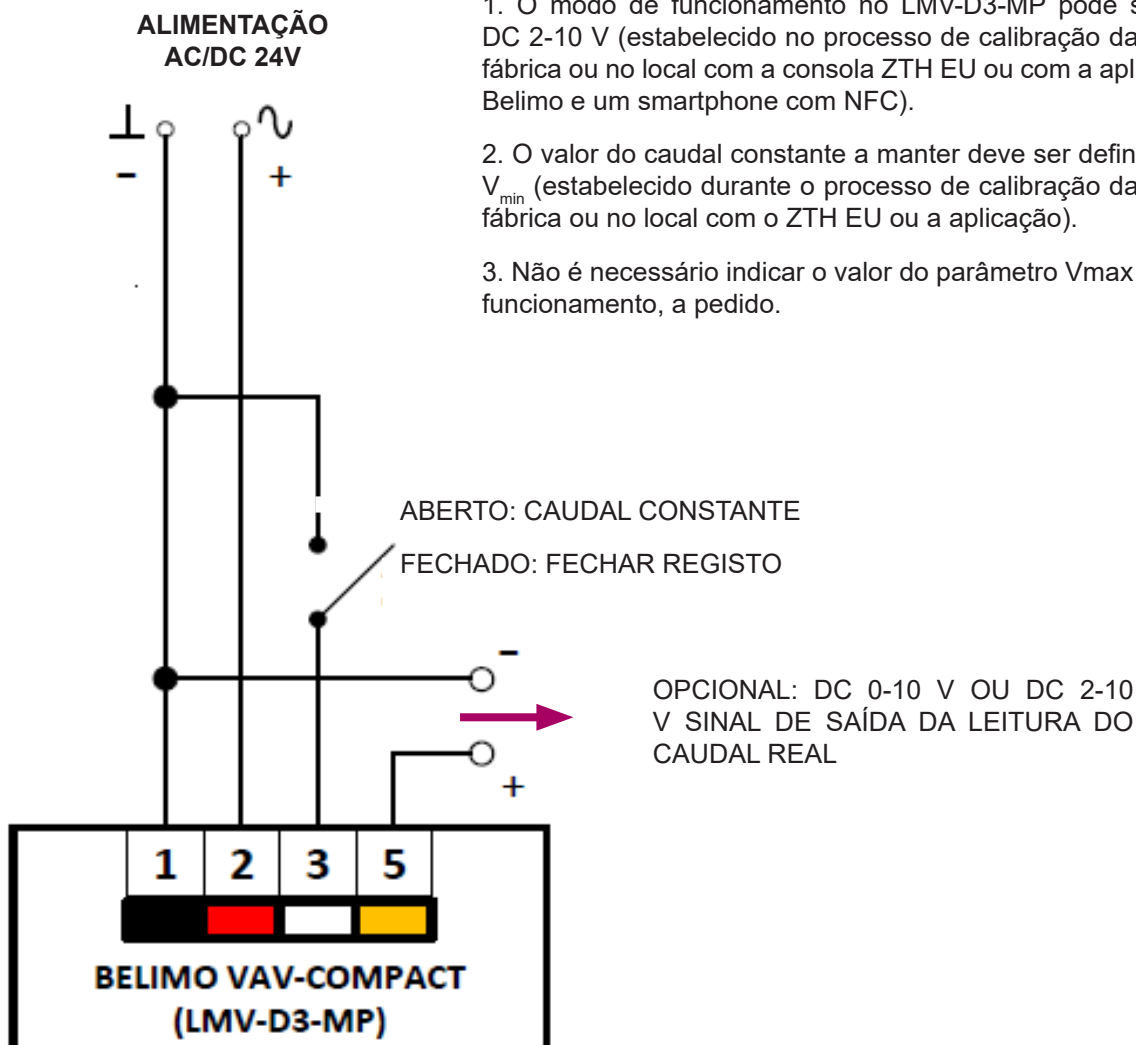 ALIMENTAÇÃO
AC/DC 24V
1. O modo de funcionamento no LMV-D3-MP pode
DC 2-10 V (estabelecido no processo de calibração da
fábrica ou no local com a consola ZTH EU ou com a
Belimo e um smartphone com NFC).
2. O valor do caudal constante a manter deve ser
Vmin (estabelecido durante o processo de calibração da
fábrica ou no local com o ZTH EU ou a aplicação).
3. Não é necessário indicar o valor do parâmetro Vmax
funcionamento, a pedido.
-
+
ABERTO: CAUDAL CONSTANTE
FECHADO: FECHAR REGISTO
-
OPCIONAL: DC 0-10 V OU DC 2-10
V SINAL DE SAÍDA DA LEITURA DO
CAUDAL REAL
+
1 2 3 5
BELIMO VAV-COMPACT
(LMV-D3-MP)